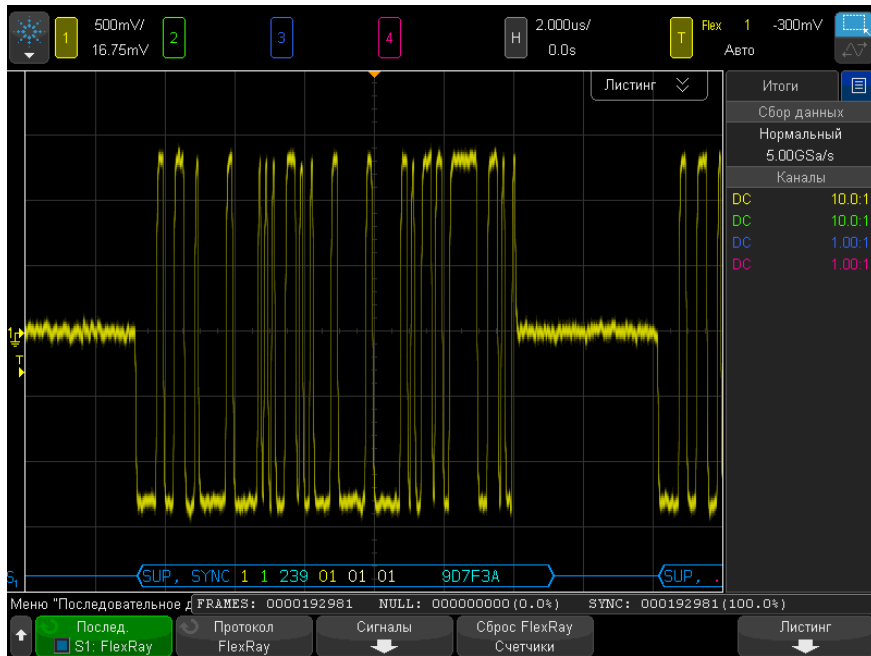 500mV/ 2.000us/ Flex 1 -300mV
1 2 3 4 H T
16.75mV 0.0s Авто
Листинг Итоги
Сбор данных
Нормальный
5.00GSa/s
Каналы
DC 10.0:1
DC 10.0:1
DC 1.00:1
DC 1.00:1
1
T
S1 SUP, SYNC 1 1 239 01 01 01 9D7F3A SUP, .
Меню "Последовательное д FRAMES: 0000192981 NULL: 000000000(0.0%) SYNC: 000192981(100.0%)
Послед. Протокол Сигналы Сброс FlexRay Листинг
S1: FlexRay FlexRay Счетчики